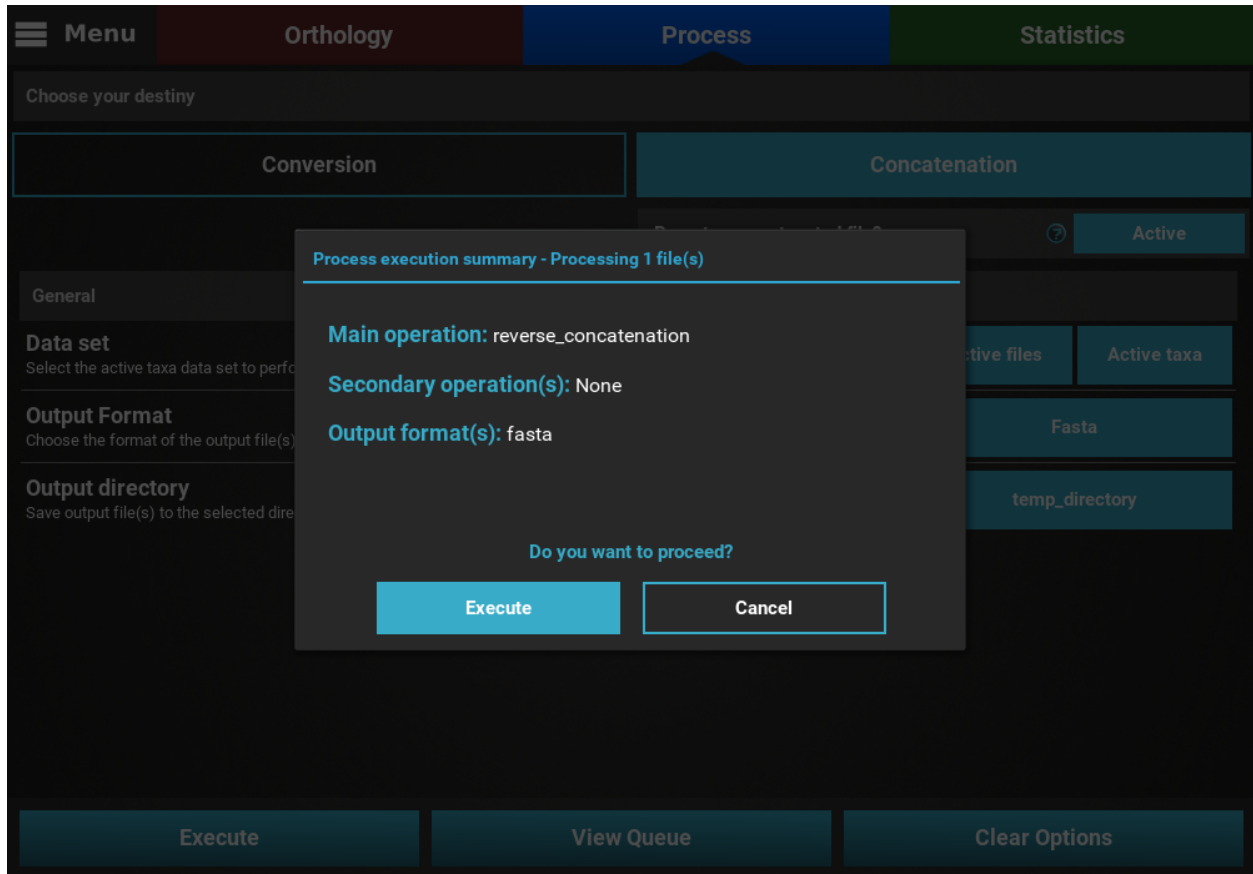 Menu
Orthology
Process
Statistics
Choose your destiny
Conversion
Concatenation
Active
Process execution summary - Processing 1 file(s)
General
Main operation: reverse_concatenation
Data set
Select the active taxa data set to
files
Active taxa
Secondary operation(s): None
Output Format
Choose the format of the output file(s)
Output format(s): fasta
Fasta
Output directory
Save output file(s) to the selected
temp_directory
Do you want to proceed?
Execute
Cancel
Execute
View Queue
Clear Options